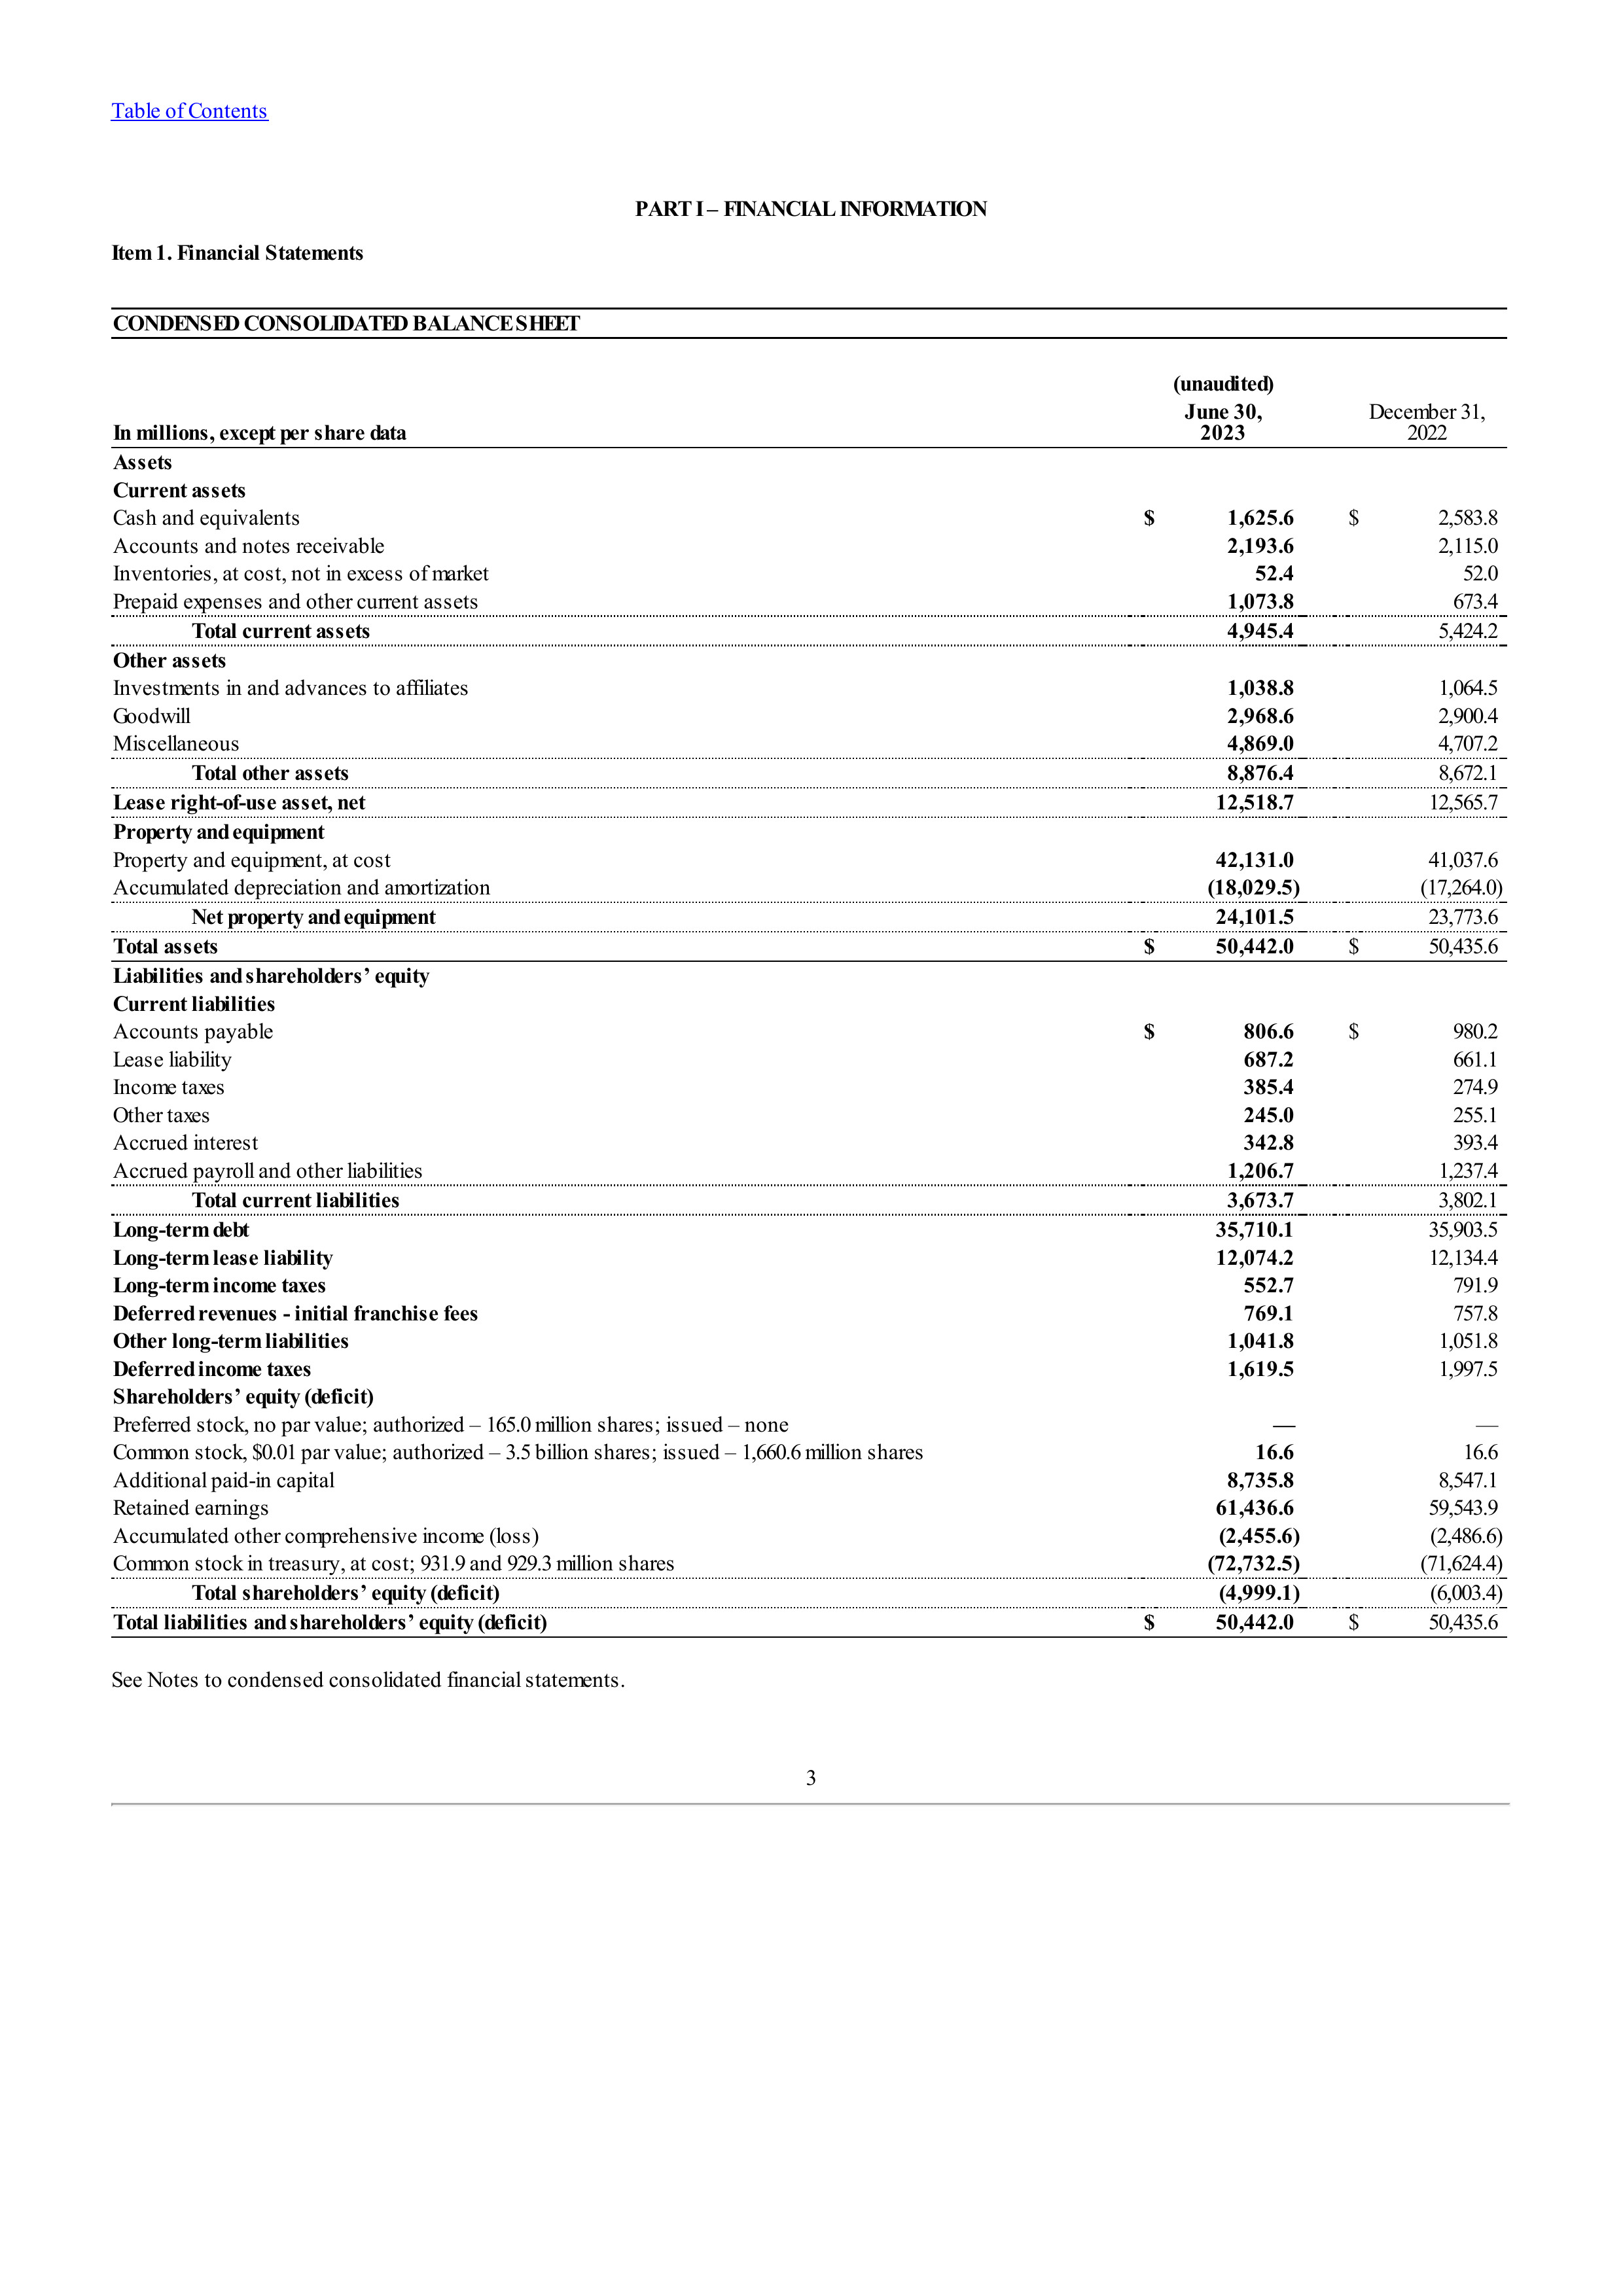 Table of Contents
PART I – FINANCIAL INFORMATION
Item 1. Financial Statements
CONDENSED CONSOLIDATED BALANCE SHEET
(unaudited)
June 30, December 31,
In millions, except per share data 2023 2022
Assets
Current assets
Cash and equivalents $ 1,625.6 $ 2,583.8
Accounts and notes receivable 2,193.6 2,115.0
Inventories, at cost, not in excess of market 52.4 52.0
Prepaid expenses and other current assets 1,073.8 673.4
Total current assets 4,945.4 5,424.2
Other assets
Investments in and advances to affiliates 1,038.8 1,064.5
Goodwill 2,968.6 2,900.4
Miscellaneous 4,869.0 4,707.2
Total other assets 8,876.4 8,672.1
Lease right-of-use asset, net 12,518.7 12,565.7
Property and equipment
Property and equipment, at cost 42,131.0 41,037.6
Accumulated depreciation and amortization (18,029.5) (17,264.0)
Net property and equipment 24,101.5 23,773.6
Total assets $ 50,442.0 $ 50,435.6
Liabilities and shareholders’ equity
Current liabilities
Accounts payable $ 806.6 $ 980.2
Lease liability 687.2 661.1
Income taxes 385.4 274.9
Other taxes 245.0 255.1
Accrued interest 342.8 393.4
Accrued payroll and other liabilities 1,206.7 1,237.4
Total current liabilities 3,673.7 3,802.1
Long-term debt 35,710.1 35,903.5
Long-term lease liability 12,074.2 12,134.4
Long-term income taxes 552.7 791.9
Deferred revenues - initial franchise fees 769.1 757.8
Other long-term liabilities 1,041.8 1,051.8
Deferred income taxes 1,619.5 1,997.5
Shareholders’ equity (deficit)
Preferred stock, no par value; authorized – 165.0 million shares; issued – none — —
Common stock, $0.01 par value; authorized – 3.5 billion shares; issued – 1,660.6 million shares 16.6 16.6
Additional paid-in capital 8,735.8 8,547.1
Retained earnings 61,436.6 59,543.9
Accumulated other comprehensive income (loss) (2,455.6) (2,486.6)
Common stock in treasury, at cost; 931.9 and 929.3 million shares (72,732.5) (71,624.4)
Total shareholders’ equity (deficit) (4,999.1) (6,003.4)
Total liabilities and shareholders’ equity (deficit) $ 50,442.0 $ 50,435.6
See Notes to condensed consolidated financial statements.
3